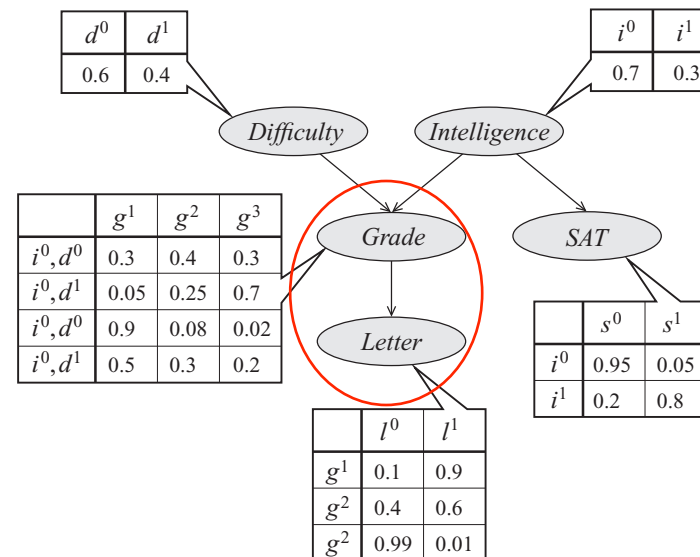 d⁰ d¹
0.6 0.4
i⁰ i¹
0.7 0.3
Difficulty
Intelligence
g¹ g² g³
i⁰,d⁰ 0.3 0.4 0.3
i⁰,d¹ 0.05 0.25 0.7
i⁰,d⁰ 0.9 0.08 0.02
i⁰,d¹ 0.5 0.3 0.2
Grade
SAT
Letter
s⁰ s¹
i⁰ 0.95 0.05
i¹ 0.2 0.8
l⁰ l¹
g¹ 0.1 0.9
g² 0.4 0.6
g² 0.99 0.01